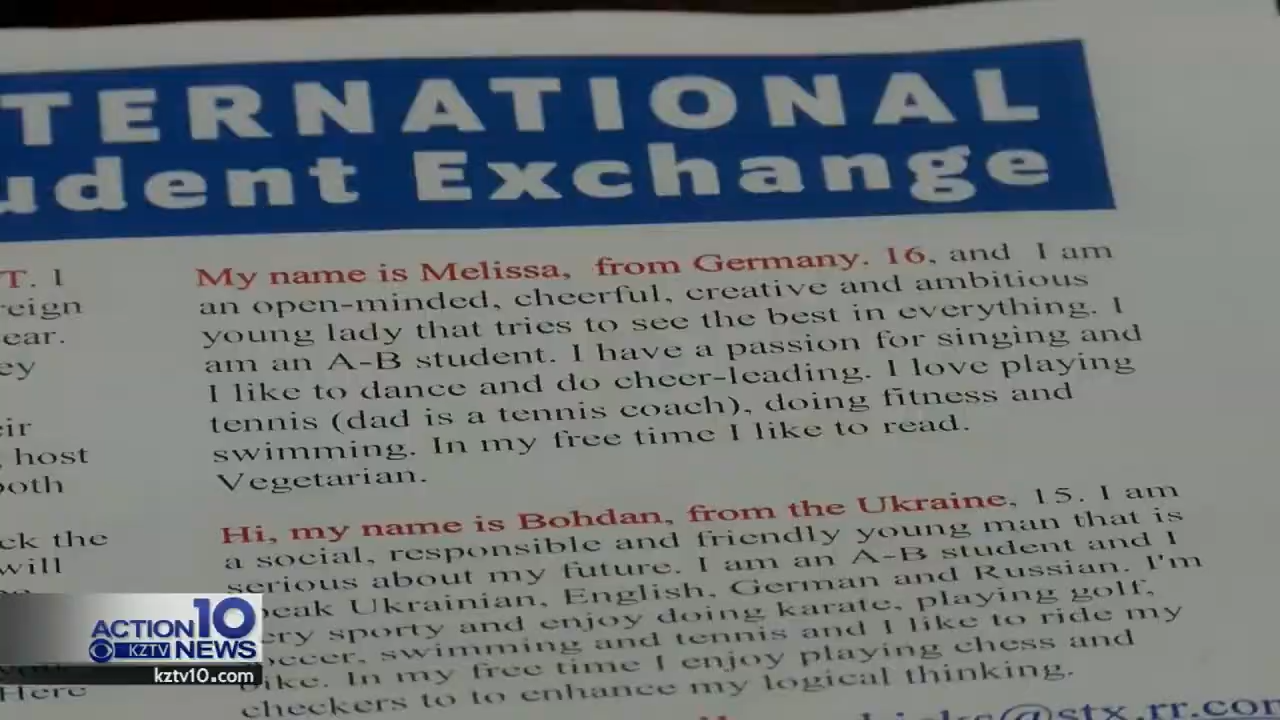 TERNATIONAL
udent Exchange
T. I
reign
ear.
ey
eir
, host
both
ck the
will
Here
My name is Melissa, from Germany. 16, and I am
an open-minded, cheerful, creative and ambitious
young lady that tries to see the best in everything. I
am an A-B student. I have a passion for singing and
I like to dance and do cheer-leading. I love playing
tennis (dad is a tennis coach), doing fitness and
swimming. In my free time I like to read.
Vegetarian.
Hi, my name is Bohdan, from the Ukraine, 15. I am
a social, responsible and friendly young man that is
serious about my future. I am an A-B student and I
peak Ukrainian, English, German and Russian. I'm
ery sporty and enjoy doing karate, playing golf,
occer, swimming and tennis and I like to ride my
bike. In my free time I enjoy playing chess and
checkers to to enhance my logical thinking.
@stx.rr.com
ACTION 10
KZTV NEWS
kztv10.com